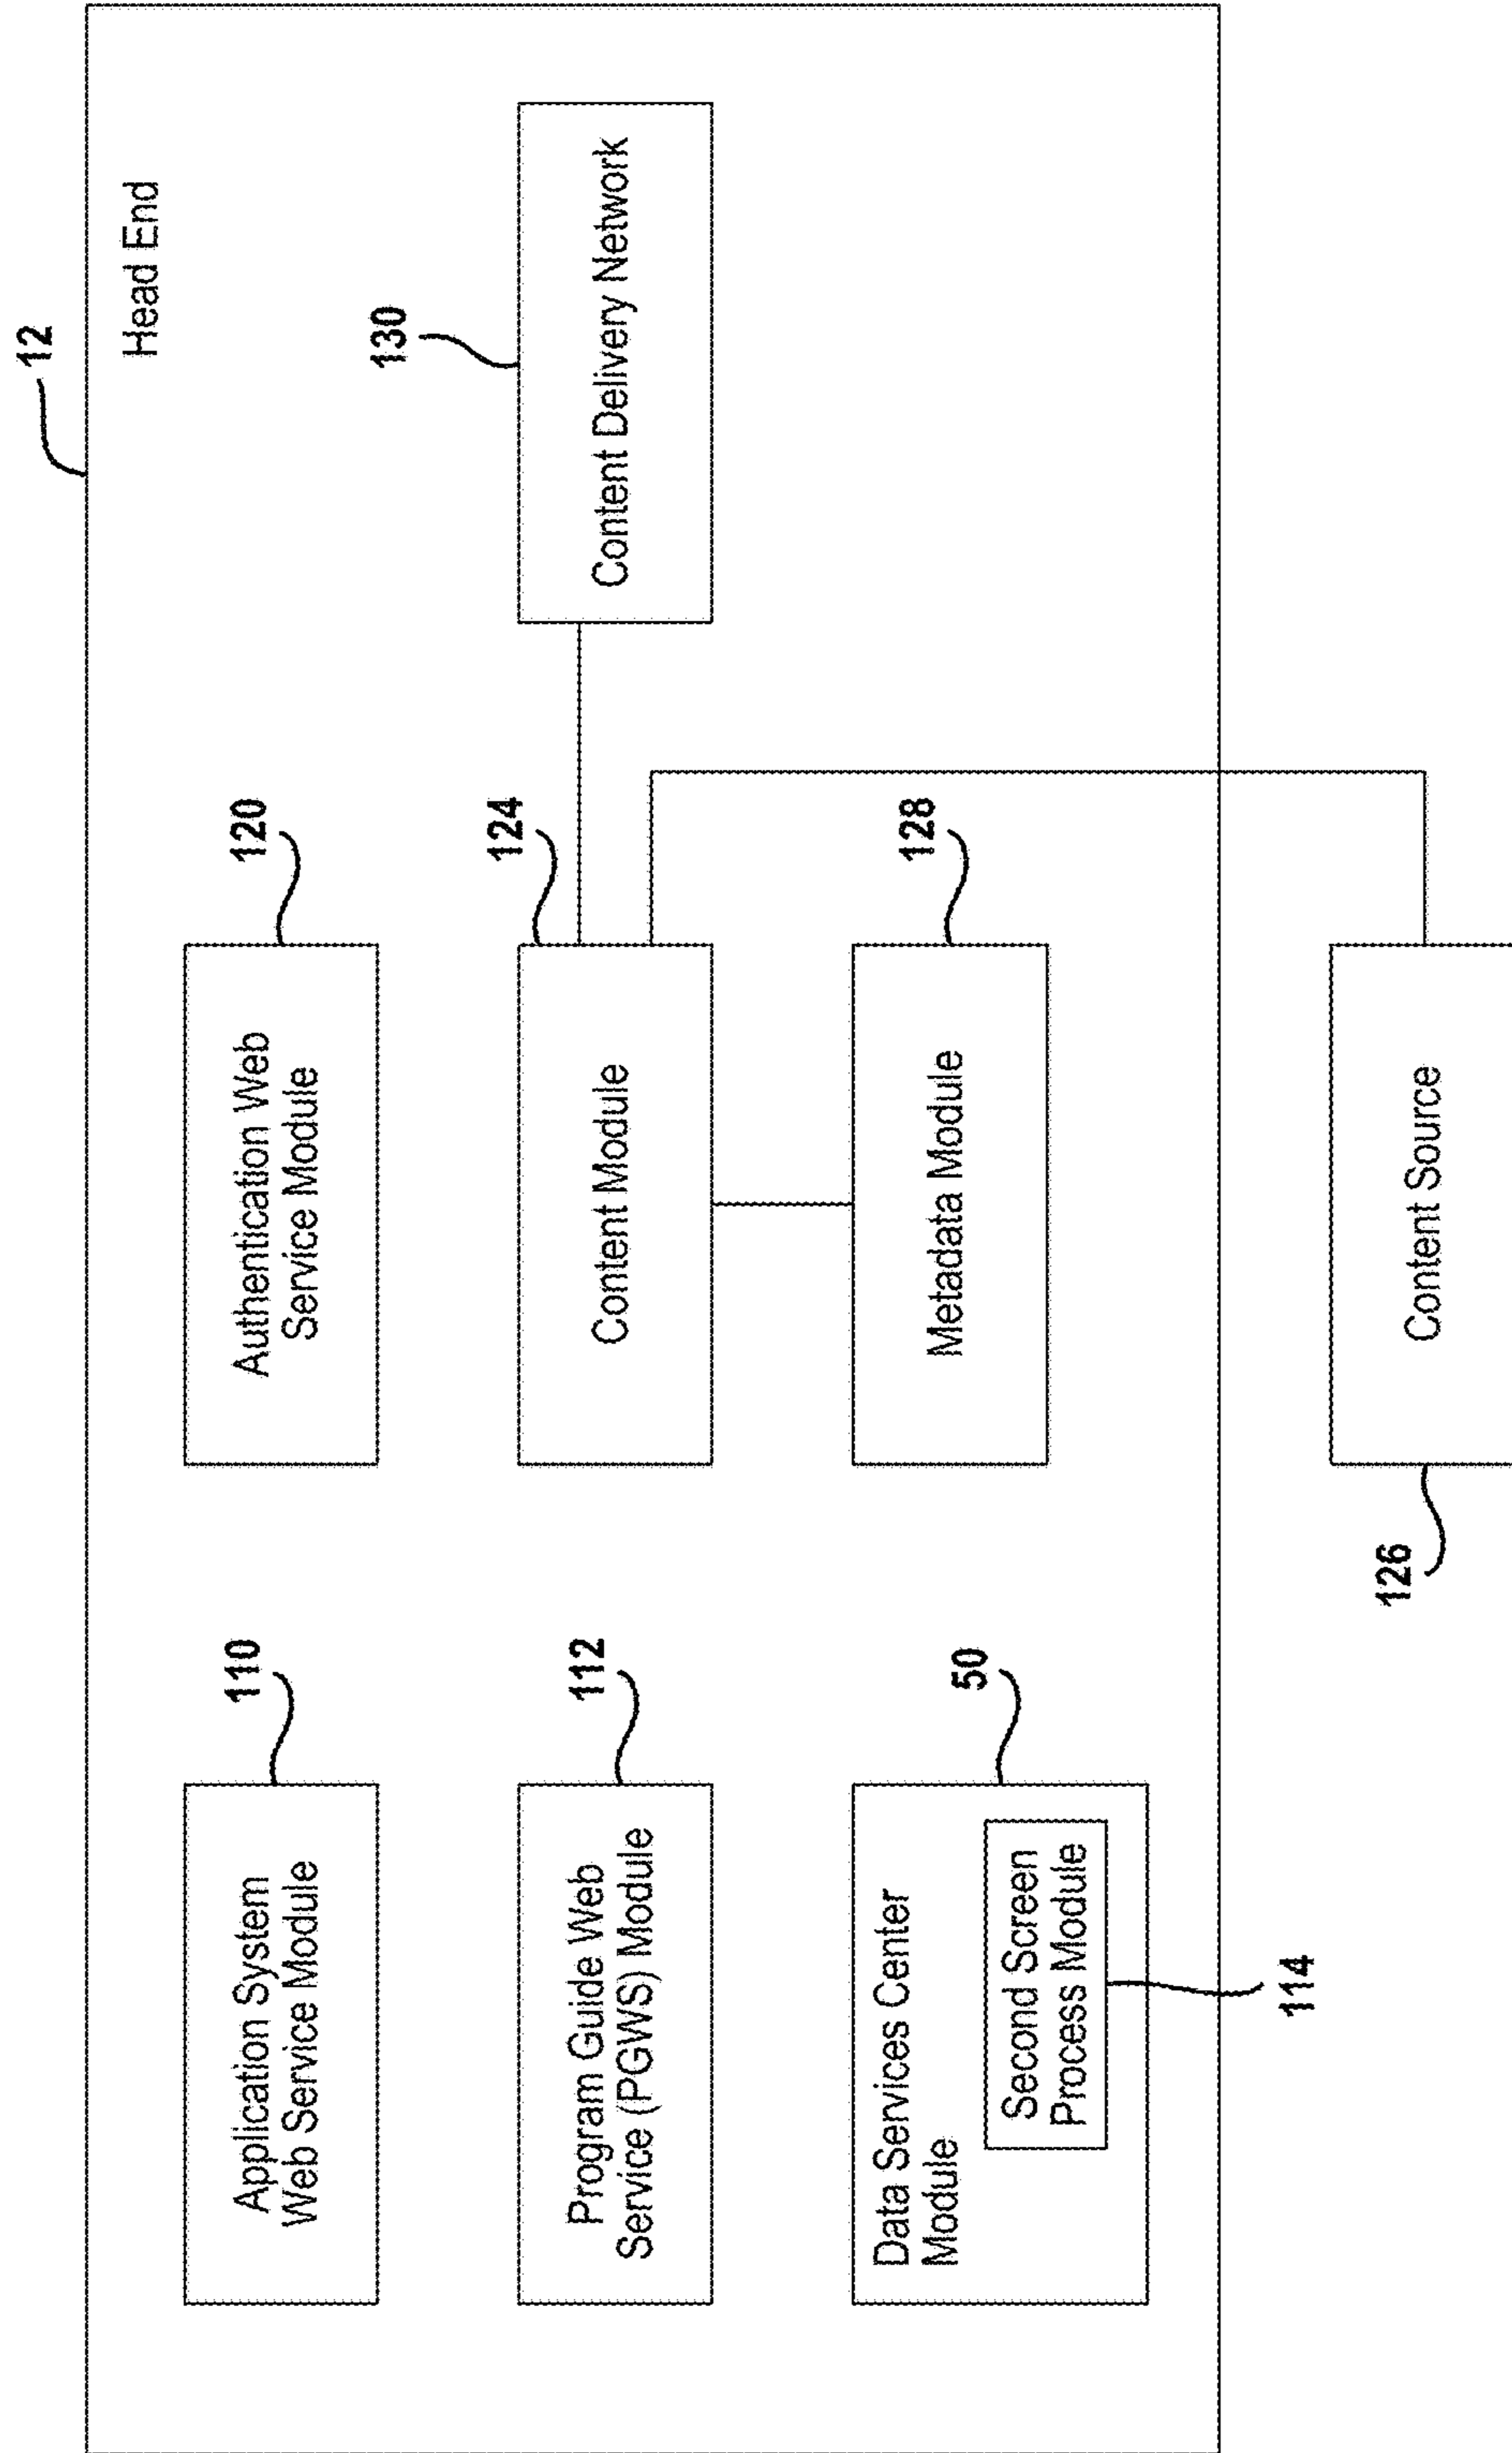 12
Head End
110
Application System
Web Service Module
120
Authentication Web
Service Module
112
Program Guide Web
Service (PGWS) Module
124
Content Module
130
Content Delivery Network
50
Data Services Center
Module
Second Screen
Process Module
114
128
Metadata Module
126
Content Source